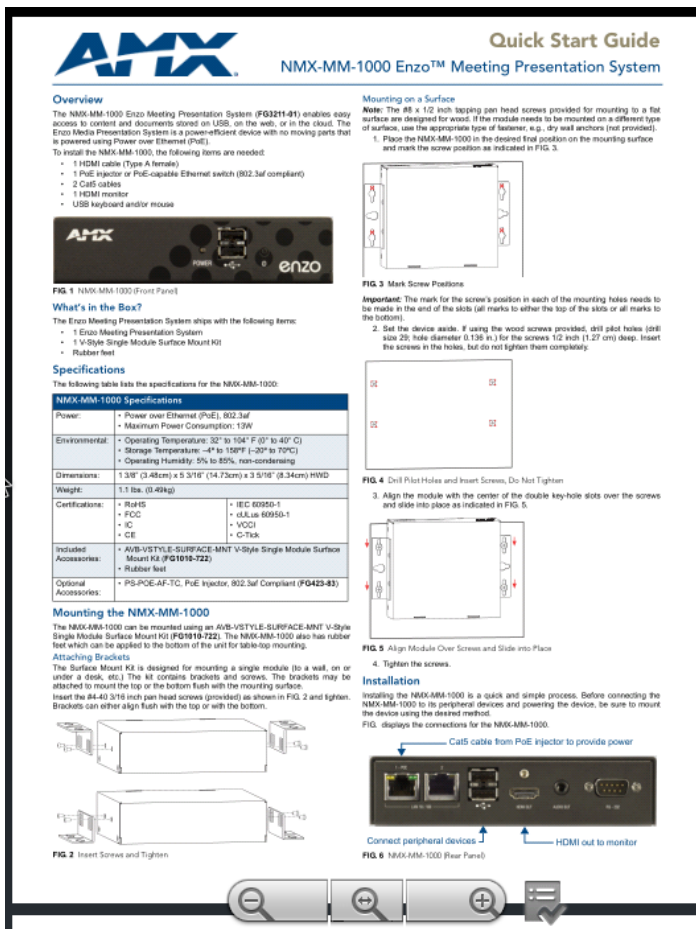 AMX
Quick Start Guide
NMX-MM-1000 Enzo™ Meeting Presentation System
Overview
The NMX-MM-1000 Enzo Meeting Presentation System (FG3211-01) enables easy
access to content and documents stored on USB, on the web, or in the cloud. The
Enzo Media Presentation System is a power-efficient device with no moving parts that
is powered using Power over Ethernet (PoE).
To install the NMX-MM-1000, the following items are needed:
• 1 HDMI cable (Type A female)
• 1 PoE injector or PoE-capable Ethernet switch (802.3af compliant)
• 2 Cat5 cables
• 1 HDMI monitor
• USB keyboard and/or mouse
AMX
POWER
enzo
FIG. 1 NMX-MM-1000 (Front Panel)
What's in the Box?
The Enzo Meeting Presentation System ships with the following items:
• 1 Enzo Meeting Presentation System
• 1 V-Style Single Module Surface Mount Kit
• Rubber feet
Specifications
The following table lists the specifications for the NMX-MM-1000:
NMX-MM-1000 Specifications
Power:
• Power over Ethernet (PoE), 802.3af
• Maximum Power Consumption: 13W
Environmental:
• Operating Temperature: 32° to 104° F (0° to 40° C)
• Storage Temperature: –4° to 158°F (–20° to 70°C)
• Operating Humidity: 5% to 85%, non-condensing
Dimensions:
1 3/8" (3.48cm) x 5 3/16" (14.73cm) x 3 5/16" (8.34cm) HWD
Weight:
1.1 lbs. (0.49kg)
Certifications:
• RoHS
• FCC
• IC
• CE
• IEC 60950-1
• cULus 60950-1
• VCCI
• C-Tick
Included
Accessories:
• AVB-VSTYLE-SURFACE-MNT V-Style Single Module Surface
Mount Kit (FG1010-722)
• Rubber feet
Optional
Accessories:
• PS-POE-AF-TC, PoE Injector, 802.3af Compliant (FG423-83)
Mounting the NMX-MM-1000
The NMX-MM-1000 can be mounted using an AVB-VSTYLE-SURFACE-MNT V-Style
Single Module Surface Mount Kit (FG1010-722). The NMX-MM-1000 also has rubber
feet which can be applied to the bottom of the unit for table-top mounting.
Attaching Brackets
The Surface Mount Kit is designed for mounting a single module (to a wall, on or
under a desk, etc.) The kit contains brackets and screws. The brackets may be
attached to mount the top or the bottom flush with the mounting surface.
Insert the #4-40 3/16 inch pan head screws (provided) as shown in FIG. 2 and tighten.
Brackets can either align flush with the top or with the bottom.
FIG. 2 Insert Screws and Tighten
Mounting on a Surface
Note: The #8 x 1/2 inch tapping pan head screws provided for mounting to a flat
surface are designed for wood. If the module needs to be mounted on a different type
of surface, use the appropriate type of fastener, e.g., dry wall anchors (not provided).
1. Place the NMX-MM-1000 in the desired final position on the mounting surface
and mark the screw position as indicated in FIG. 3.
FIG. 3 Mark Screw Positions
Important: The mark for the screw's position in each of the mounting holes needs to
be made in the end of the slots (all marks to either the top of the slots or all marks to
the bottom).
2. Set the device aside. If using the wood screws provided, drill pilot holes (drill
size 29; hole diameter 0.136 in.) for the screws 1/2 inch (1.27 cm) deep. Insert
the screws in the holes, but do not tighten them completely.
FIG. 4 Drill Pilot Holes and Insert Screws, Do Not Tighten
3. Align the module with the center of the double key-hole slots over the screws
and slide into place as indicated in FIG. 5.
FIG. 5 Align Module Over Screws and Slide into Place
4. Tighten the screws.
Installation
Installing the NMX-MM-1000 is a quick and simple process. Before connecting the
NMX-MM-1000 to its peripheral devices and powering the device, be sure to mount
the device using the desired method.
FIG. displays the connections for the NMX-MM-1000.
Cat5 cable from PoE injector to provide power
HDMI OUT
AUDIO OUT
Connect peripheral devices
HDMI out to monitor
FIG. 6 NMX-MM-1000 (Rear Panel)